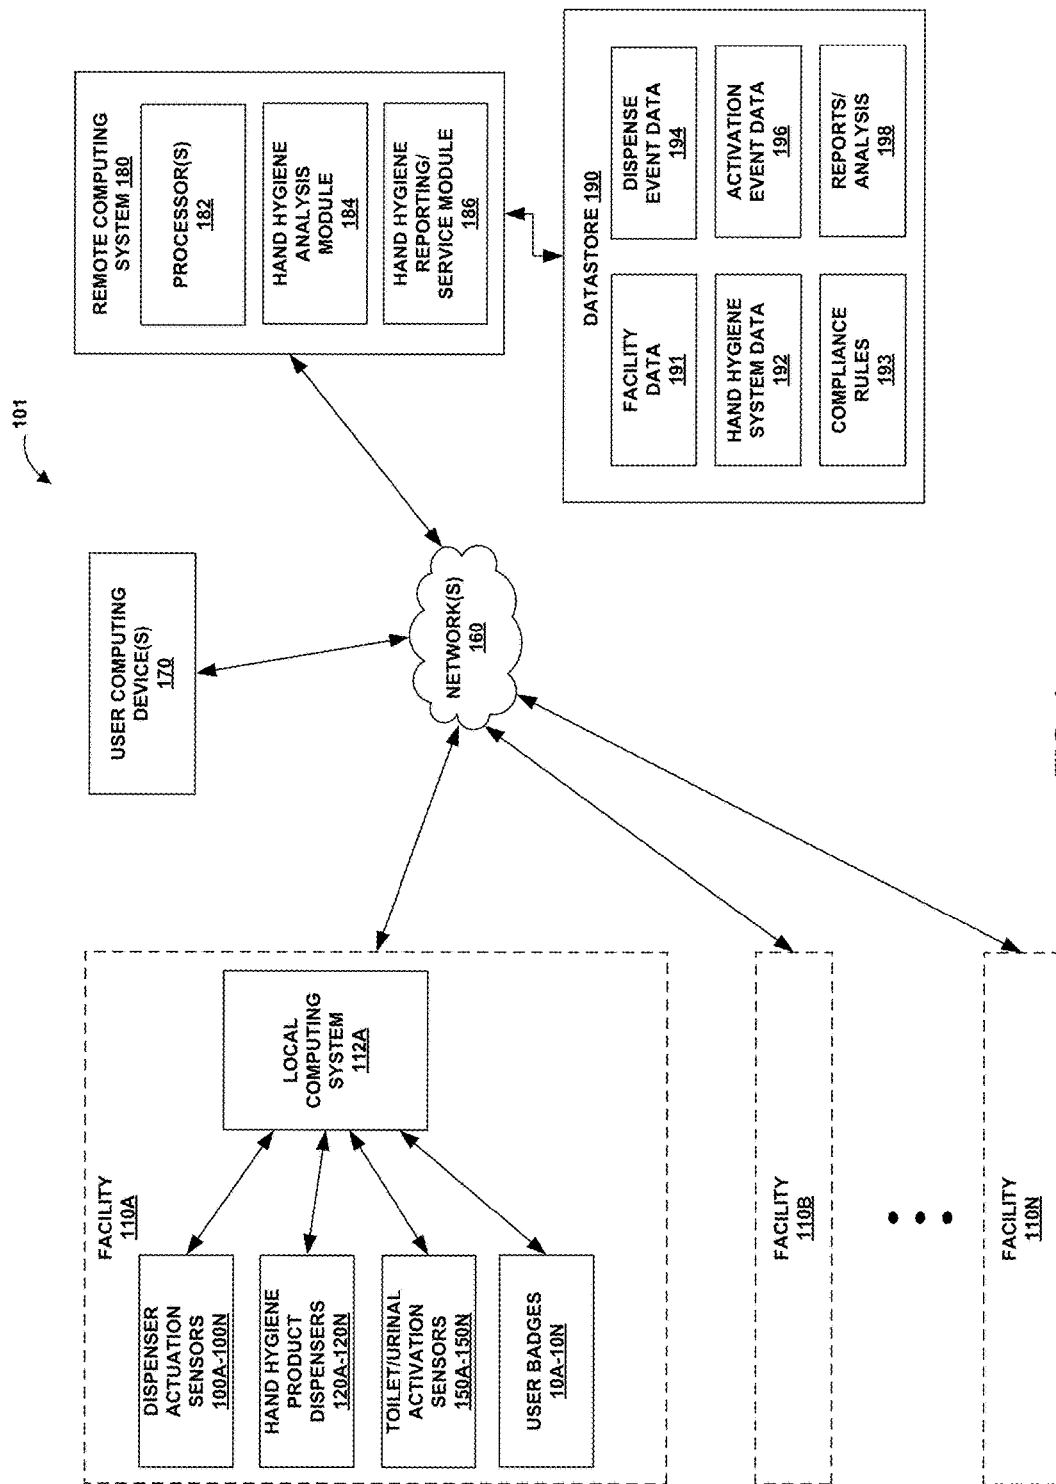 101
FACILITY
110A
DISPENSER
ACTUATION
SENSORS
100A-100N
HAND HYGIENE
PRODUCT
DISPENSERS
120A-120N
TOILET/URINAL
ACTIVATION
SENSORS
150A-150N
USER BADGES
10A-10N
LOCAL
COMPUTING
SYSTEM
112A
FACILITY
110B
FACILITY
110N
USER COMPUTING
DEVICE(S)
170
NETWORK(S)
160
REMOTE COMPUTING
SYSTEM 180
PROCESSOR(S)
182
HAND HYGIENE
ANALYSIS
MODULE
184
HAND HYGIENE
REPORTING/
SERVICE MODULE
186
DATASTORE 190
FACILITY
DATA
191
DISPENSE
EVENT DATA
194
HAND HYGIENE
SYSTEM DATA
192
ACTIVATION
EVENT DATA
196
COMPLIANCE
RULES
193
REPORTS/
ANALYSIS
198